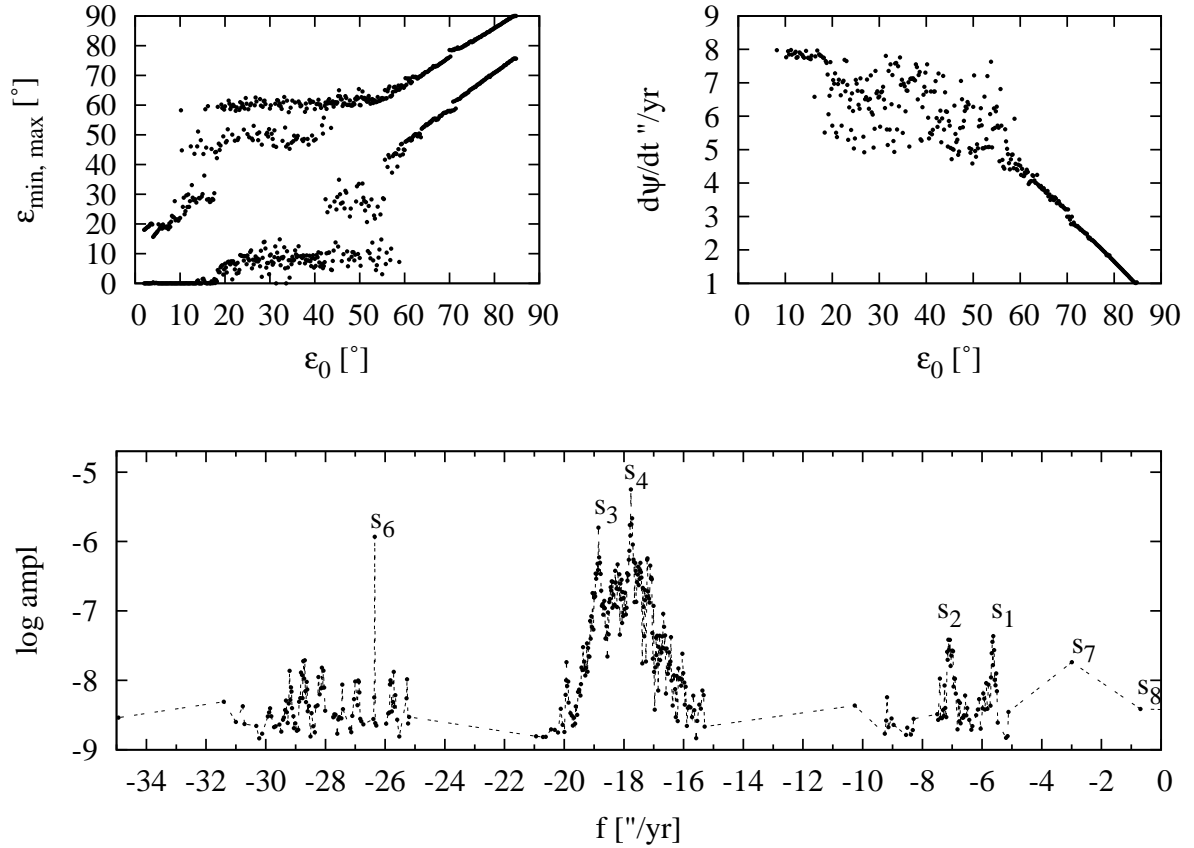 90
80
70
60
50
40
30
20
10
0
ε_min, max [°]
0 10 20 30 40 50 60 70 80 90
ε_0 [°]
9
8
7
6
5
4
3
2
1
dψ/dt "/yr
0 10 20 30 40 50 60 70 80 90
ε_0 [°]
-5
-6
-7
-8
-9
log ampl
s_6
s_3
s_4
s_2
s_1
s_7
s_8
-34 -32 -30 -28 -26 -24 -22 -20 -18 -16 -14 -12 -10 -8 -6 -4 -2 0
f ["/yr]